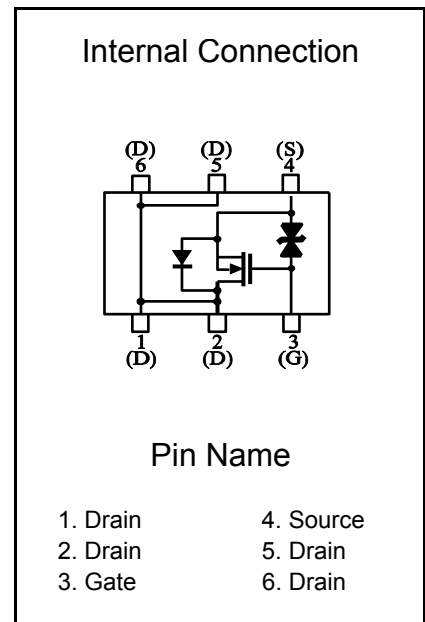 Internal Connection
(D) (D) (S)
6 5 4
1 2 3
(D) (D) (G)
Pin Name
1. Drain 4. Source
2. Drain 5. Drain
3. Gate 6. Drain